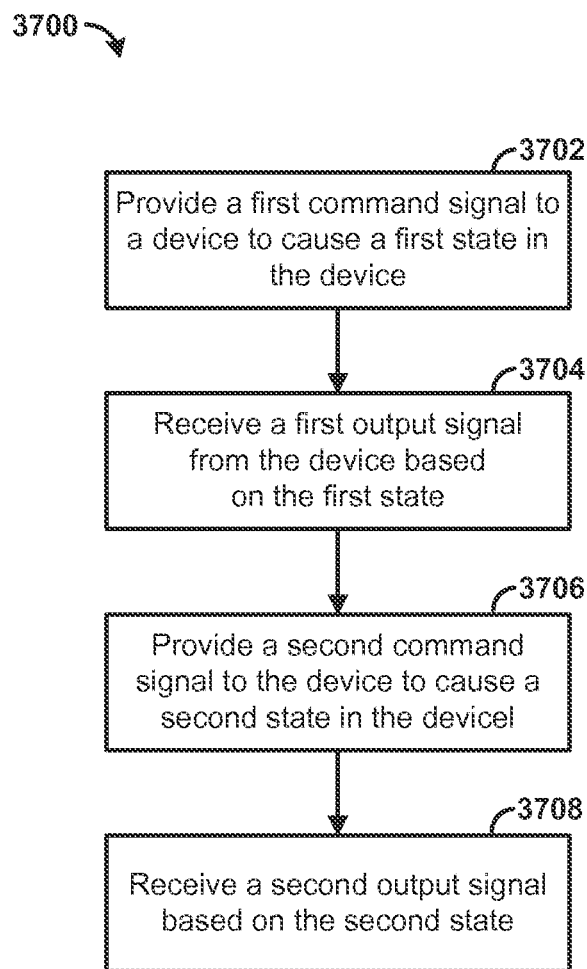 3700
3702
Provide a first command signal to
a device to cause a first state in
the device
3704
Receive a first output signal
from the device based
on the first state
3706
Provide a second command
signal to the device to cause a
second state in the devicel
3708
Receive a second output signal
based on the second state